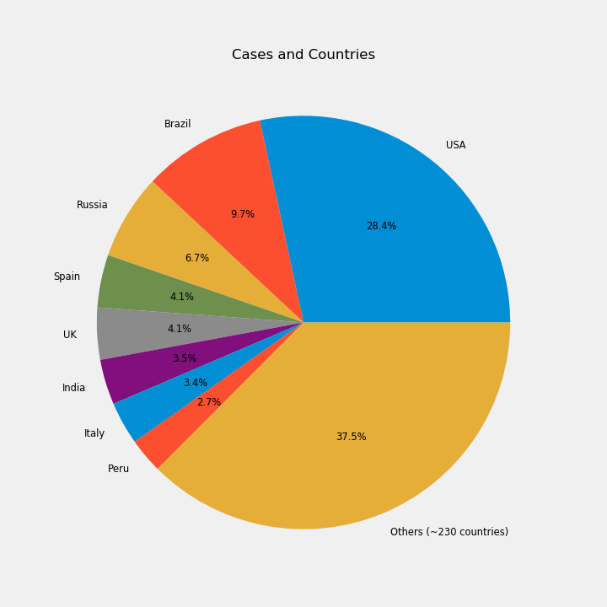 Cases and Countries
USA
28.4%
Brazil
9.7%
Russia
6.7%
Spain
4.1%
UK
4.1%
India
3.5%
Italy
3.4%
Peru
2.7%
Others (~230 countries)
37.5%